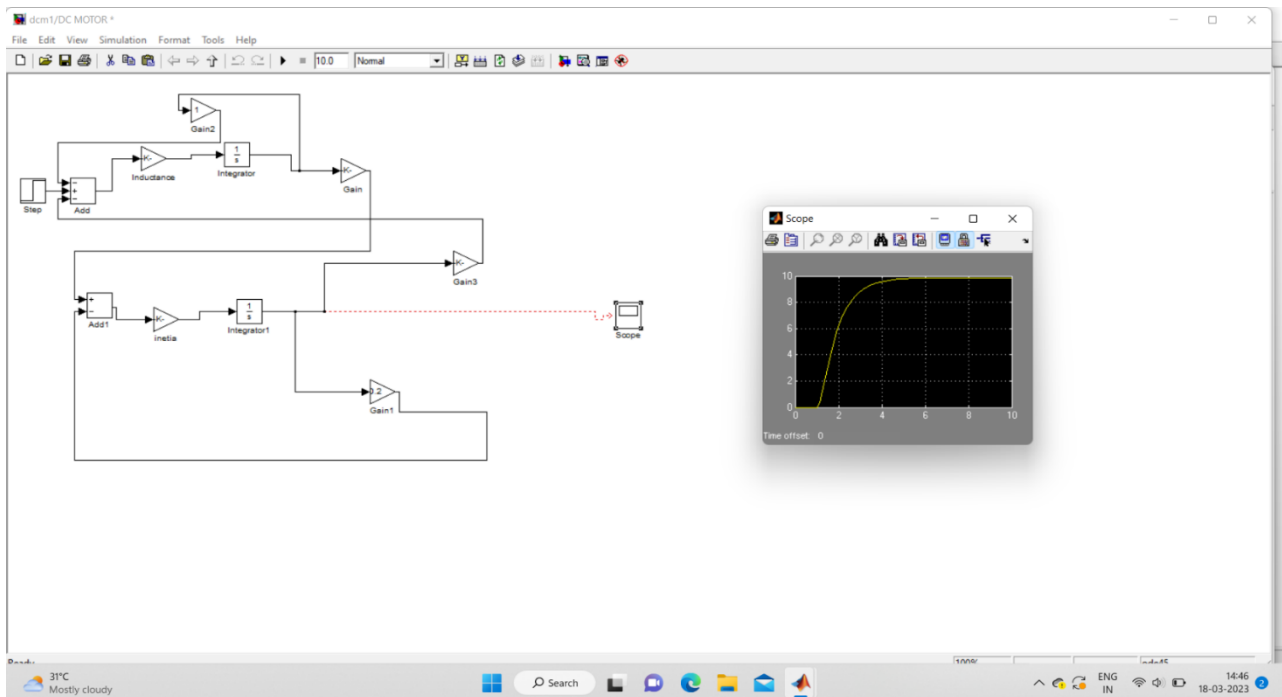 dcm1/DC MOTOR *
File Edit View Simulation Format Tools Help
10.0 Normal
1
Gain2
-K-
Inductance
1
s
Integrator
-K-
Gain
Step
Add
-K-
Gain3
Add1
-K-
inetia
1
s
Integrator1
Scope
0.2
Gain1
Scope
10
8
6
4
2
0
0 2 4 6 8 10
Time offset: 0
Ready
100%
ode45
31°C
Mostly cloudy
Search
ENG
IN
14:46
18-03-2023
2